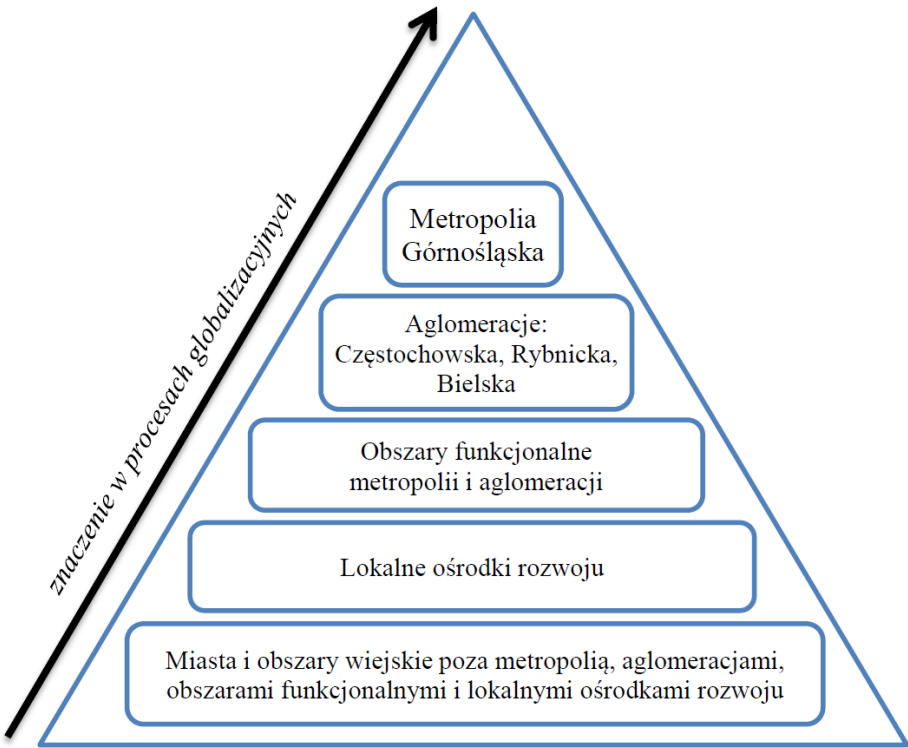 znaczenie w procesach globalizacyjnych
Metropolia
Górnośląska
Aglomeracje:
Częstochowska, Rybnicka,
Bielska
Obszary funkcjonalne
metropolii i aglomeracji
Lokalne ośrodki rozwoju
Miasta i obszary wiejskie poza metropolią, aglomeracjami,
obszarami funkcjonalnymi i lokalnymi ośrodkami rozwoju